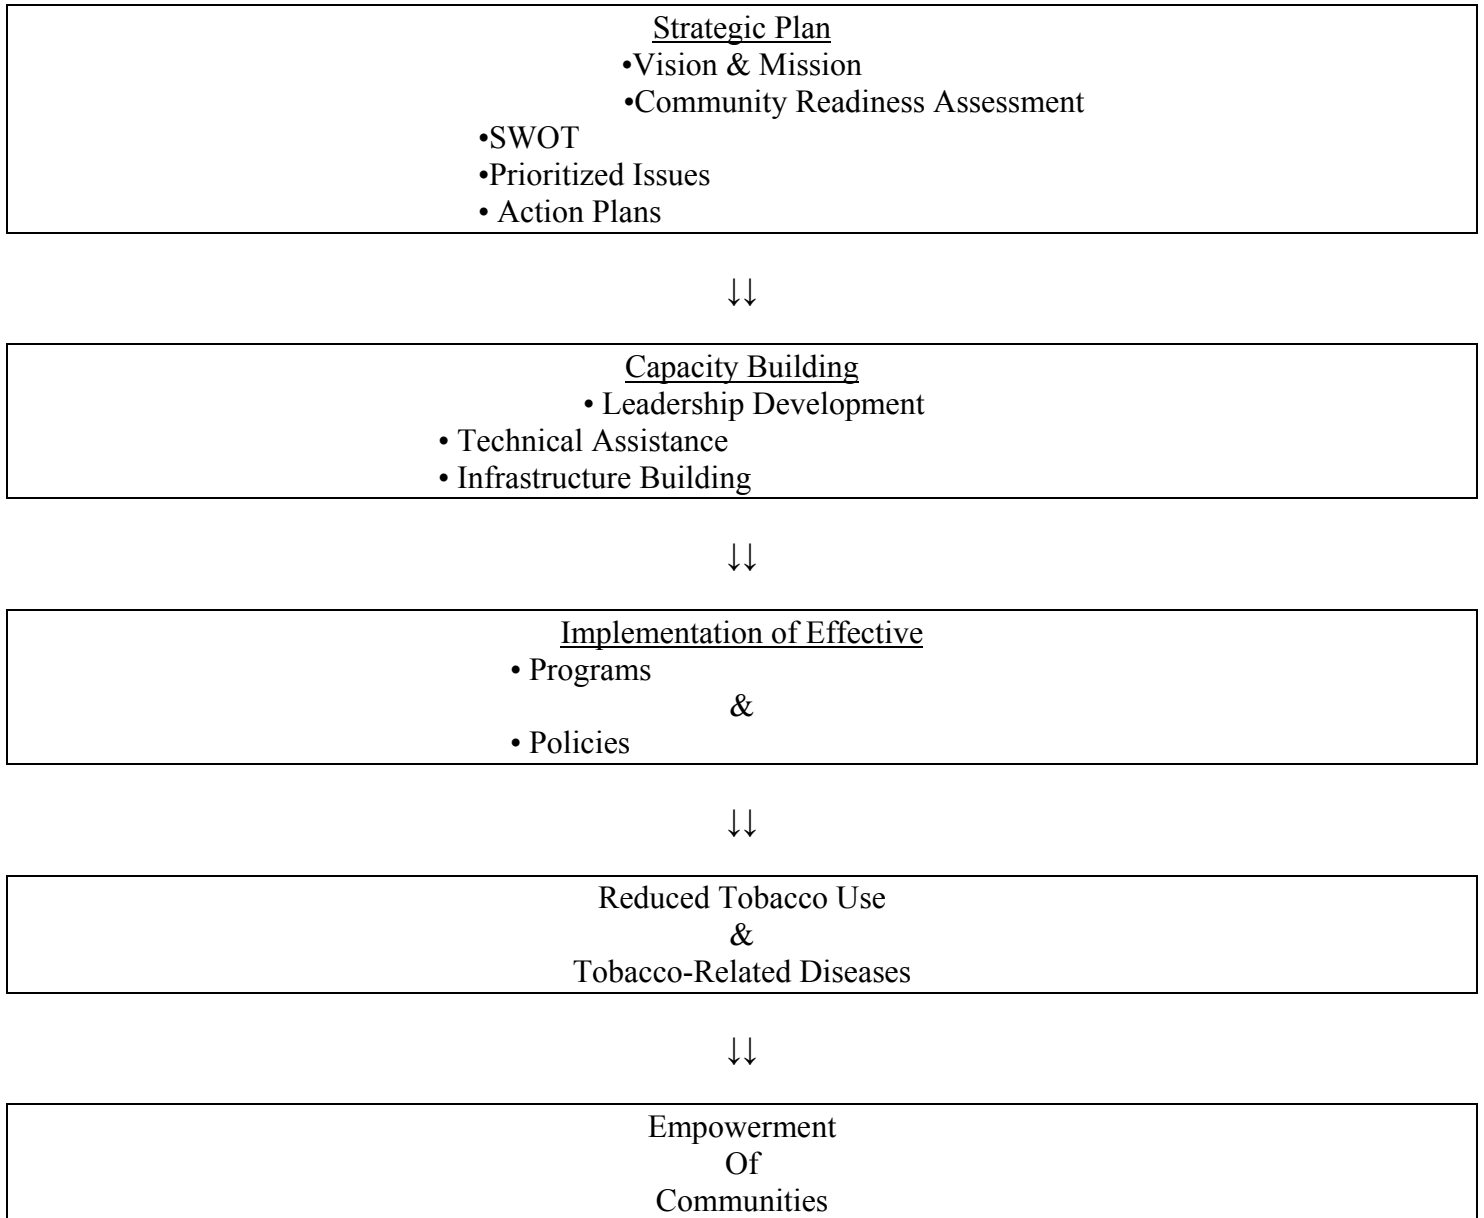 Strategic Plan
•Vision & Mission
•Community Readiness Assessment
•SWOT
•Prioritized Issues
• Action Plans
↓↓
Capacity Building
• Leadership Development
• Technical Assistance
• Infrastructure Building
↓↓
Implementation of Effective
• Programs
&
• Policies
↓↓
Reduced Tobacco Use
&
Tobacco-Related Diseases
↓↓
Empowerment
Of
Communities